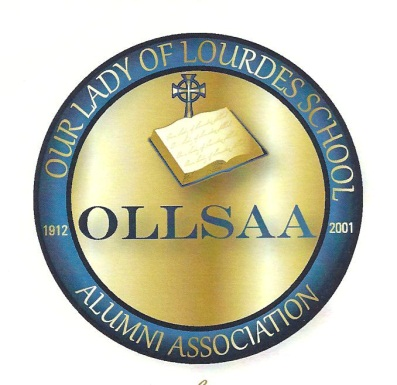 OUR LADY OF LOURDES SCHOOL
OLLSAA
1912
2001
ALUMNI ASSOCIATION